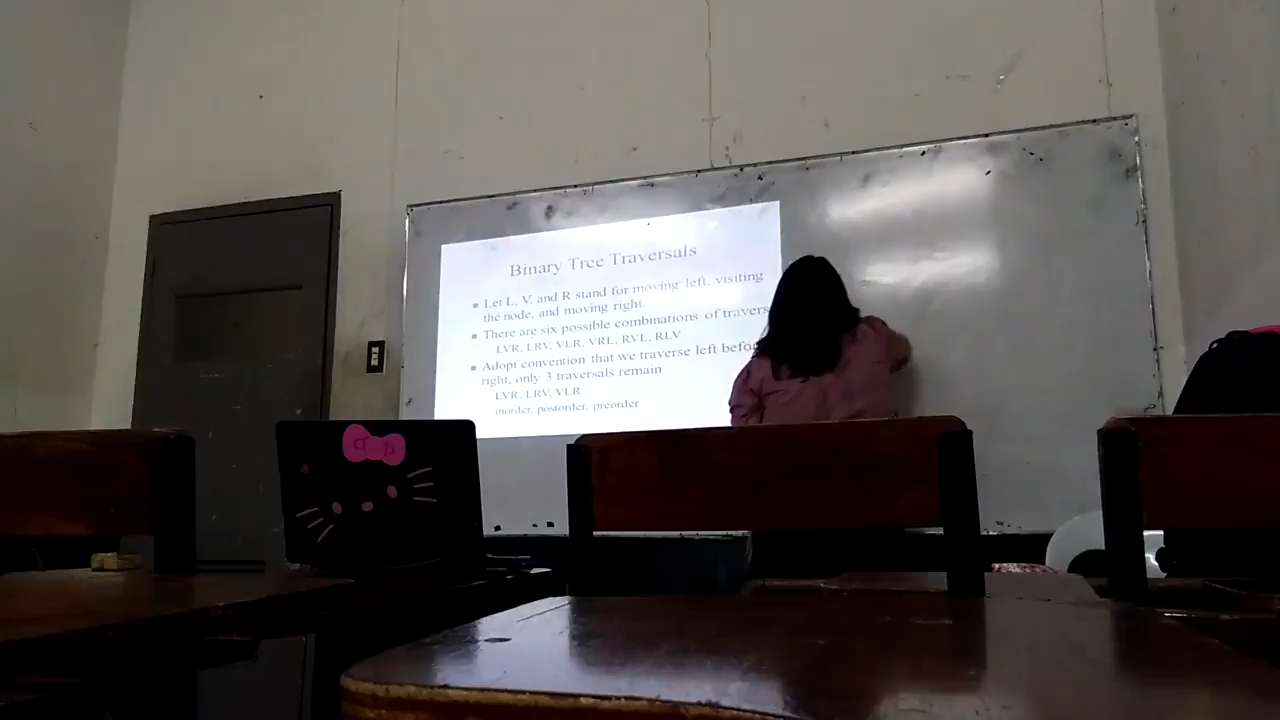 Binary Tree Traversals
Let L, V, and R stand for moving left, visiting
the node, and moving right.
There are six possible combinations of travers
LVR, LRV, VLR, VRL, RVL, RLV
Adopt convention that we traverse left before
right, only 3 traversals remain
LVR, LRV, VLR
inorder, postorder, preorder